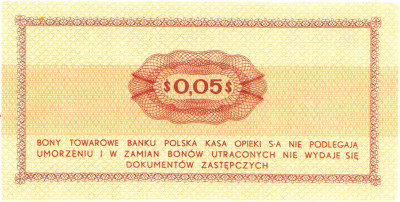 $0,05$
BONY TOWAROWE BANKU POLSKA KASA OPIEKI S·A NIE PODLEGAJĄ
UMORZENIU I W ZAMIAN BONÓW UTRACONYCH NIE WYDAJE SIĘ
DOKUMENTÓW ZASTĘPCZYCH